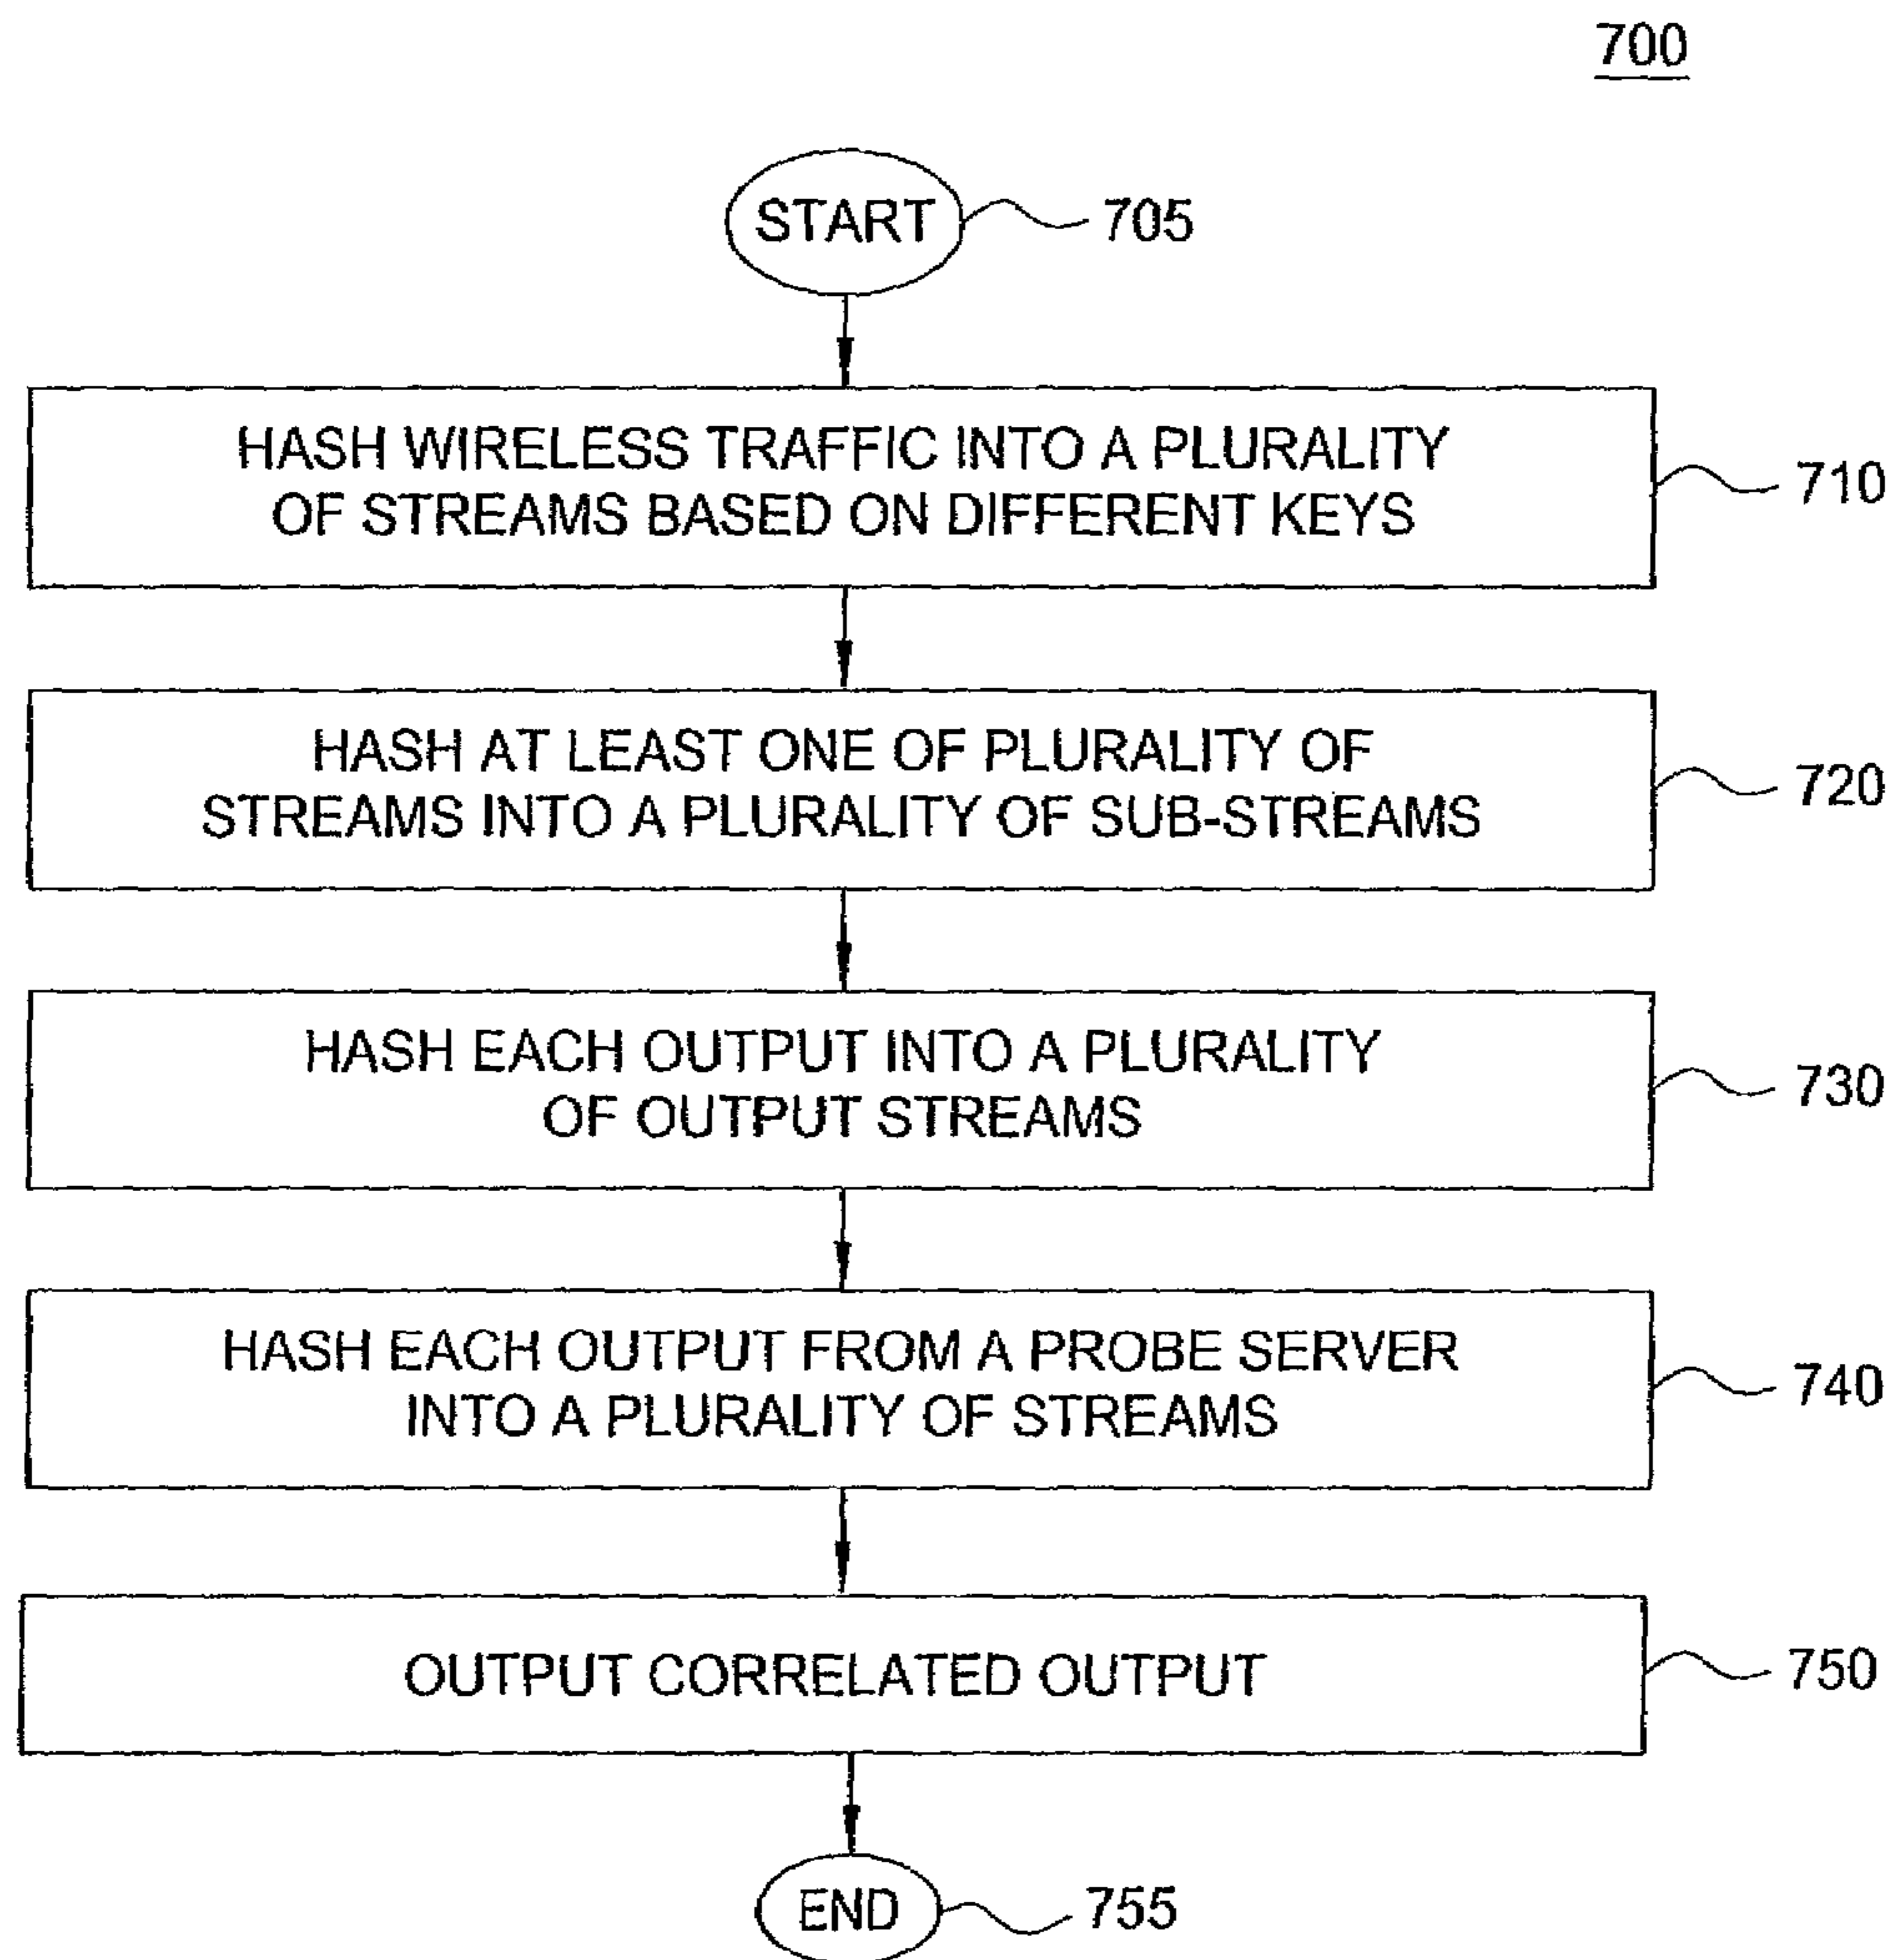 700
START
705
HASH WIRELESS TRAFFIC INTO A PLURALITY
OF STREAMS BASED ON DIFFERENT KEYS
710
HASH AT LEAST ONE OF PLURALITY OF
STREAMS INTO A PLURALITY OF SUB-STREAMS
720
HASH EACH OUTPUT INTO A PLURALITY
OF OUTPUT STREAMS
730
HASH EACH OUTPUT FROM A PROBE SERVER
INTO A PLURALITY OF STREAMS
740
OUTPUT CORRELATED OUTPUT
750
END
755